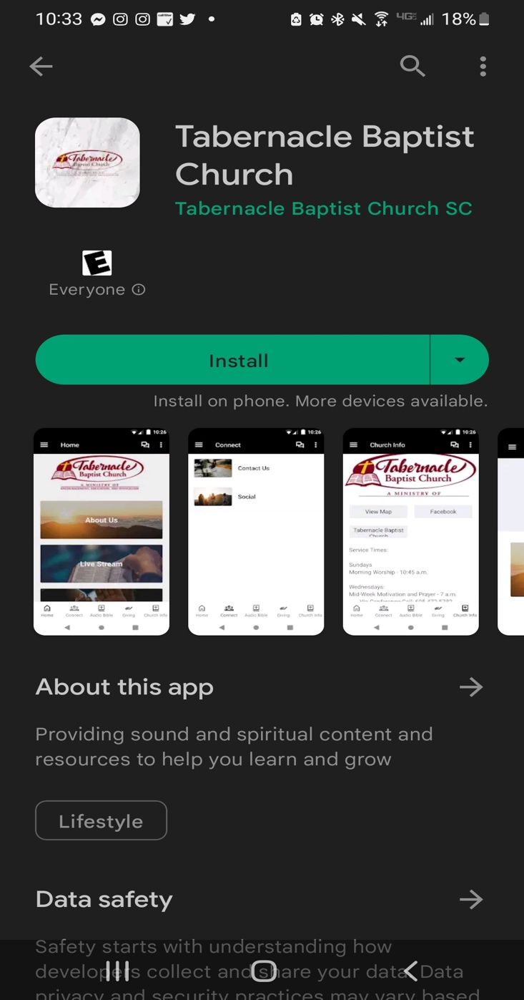 10:33
4G
18%
Tabernacle
Baptist Church
Tabernacle Baptist
Church
Tabernacle Baptist Church SC
E
Everyone
Install
Install on phone. More devices available.
10:26
Home
Tabernacle
Baptist Church
A MINISTRY OF
About Us
Live Stream
Home Connect Audio Bible Giving Church Info
10:26
Connect
Contact Us
Social
Home Connect Audio Bible Giving Church Info
10:26
Church Info
Tabernacle
Baptist Church
A MINISTRY OF
View Map Facebook
Tabernacle Baptist
Church
Service Times:
Sundays
Morning Worship - 10:45 a.m.
Wednesdays:
Mid-Week Motivation and Prayer - 7 a.m.
Home Connect Audio Bible Giving Church Info
About this app
Providing sound and spiritual content and
resources to help you learn and grow
Lifestyle
Data safety
Safety starts with understanding how
developers collect and share your data. Data
privacy and security practices may vary based